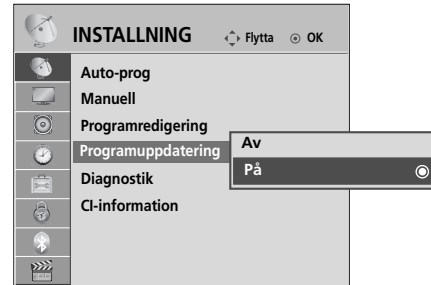 INSTALLNING Flytta OK
Auto-prog
Manuell
Programredigering
Programuppdatering
Av
På
Diagnostik
CI-information